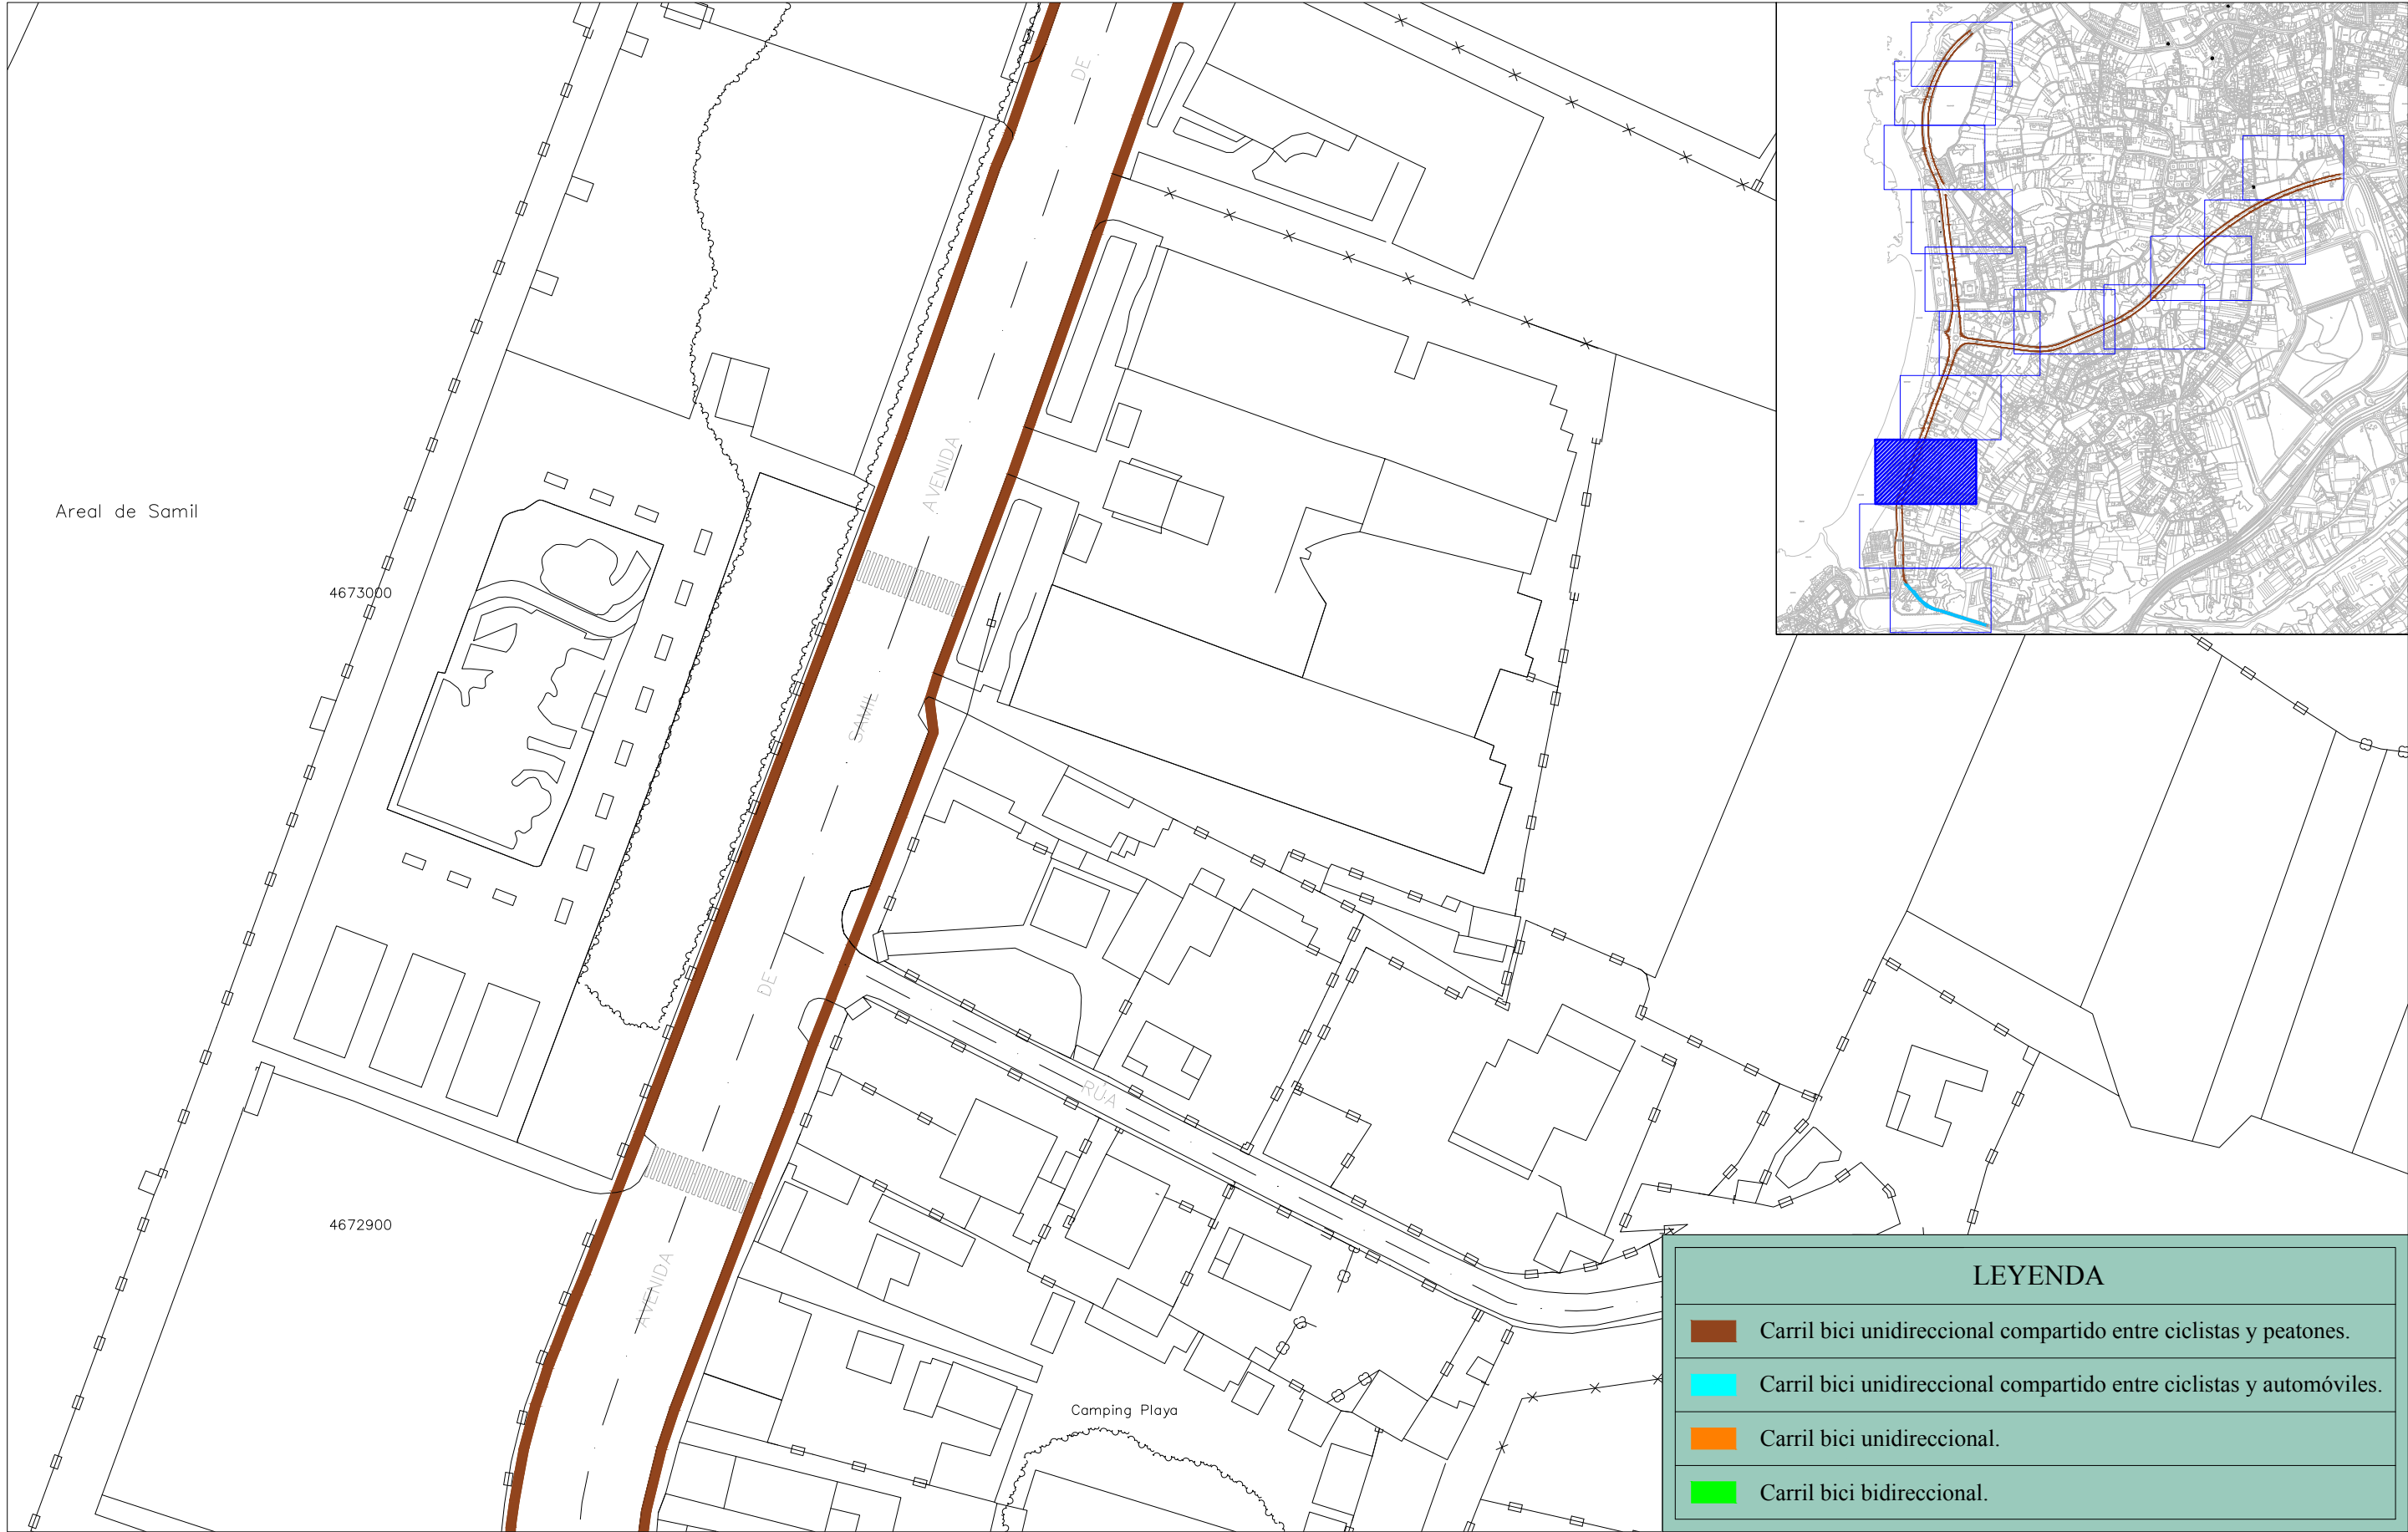 DE
AVENIDA
Areal de Samil
4673000
SAMIL
DE
RÚA
4672900
AVENIDA
Camping Playa
LEYENDA
Carril bici unidireccional compartido entre ciclistas y peatones.
Carril bici unidireccional compartido entre ciclistas y automóviles.
Carril bici unidireccional.
Carril bici bidireccional.